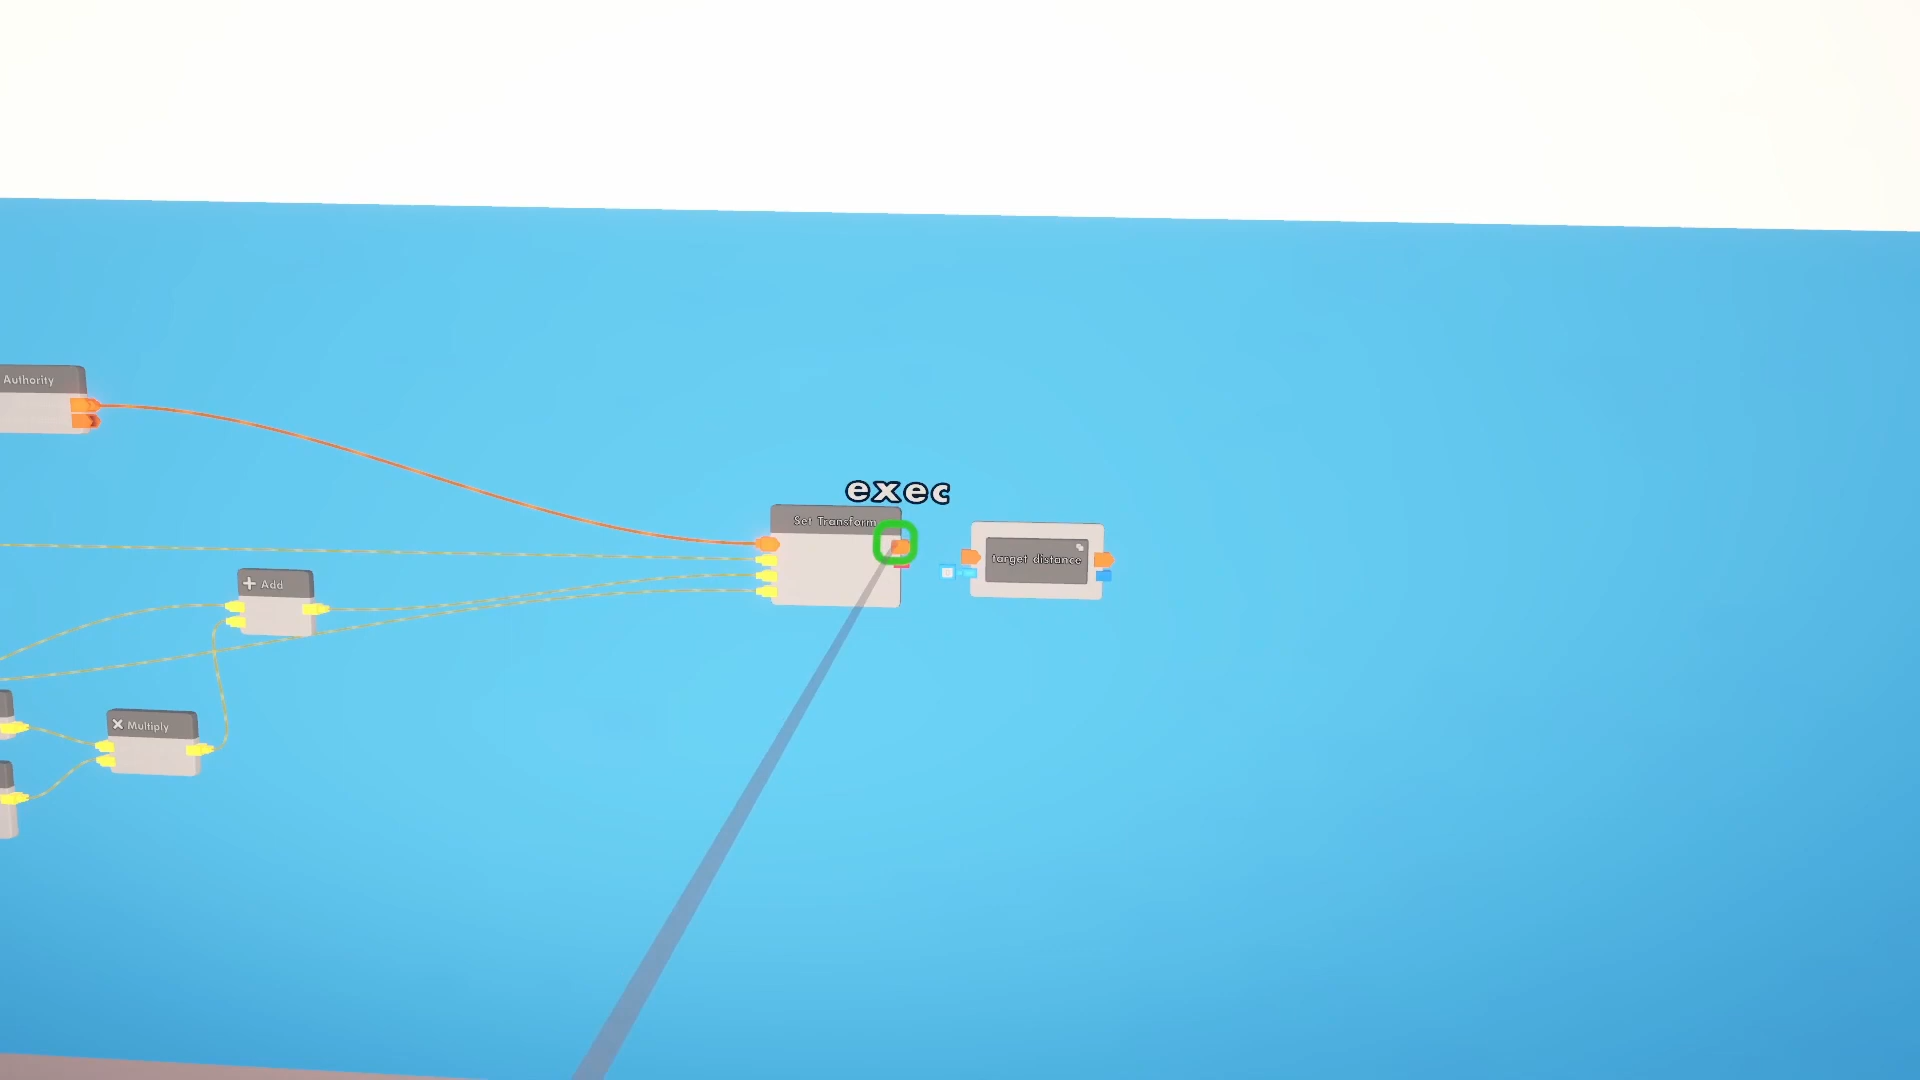 Authority
exec
Set Transform
target distance
Add
Multiply